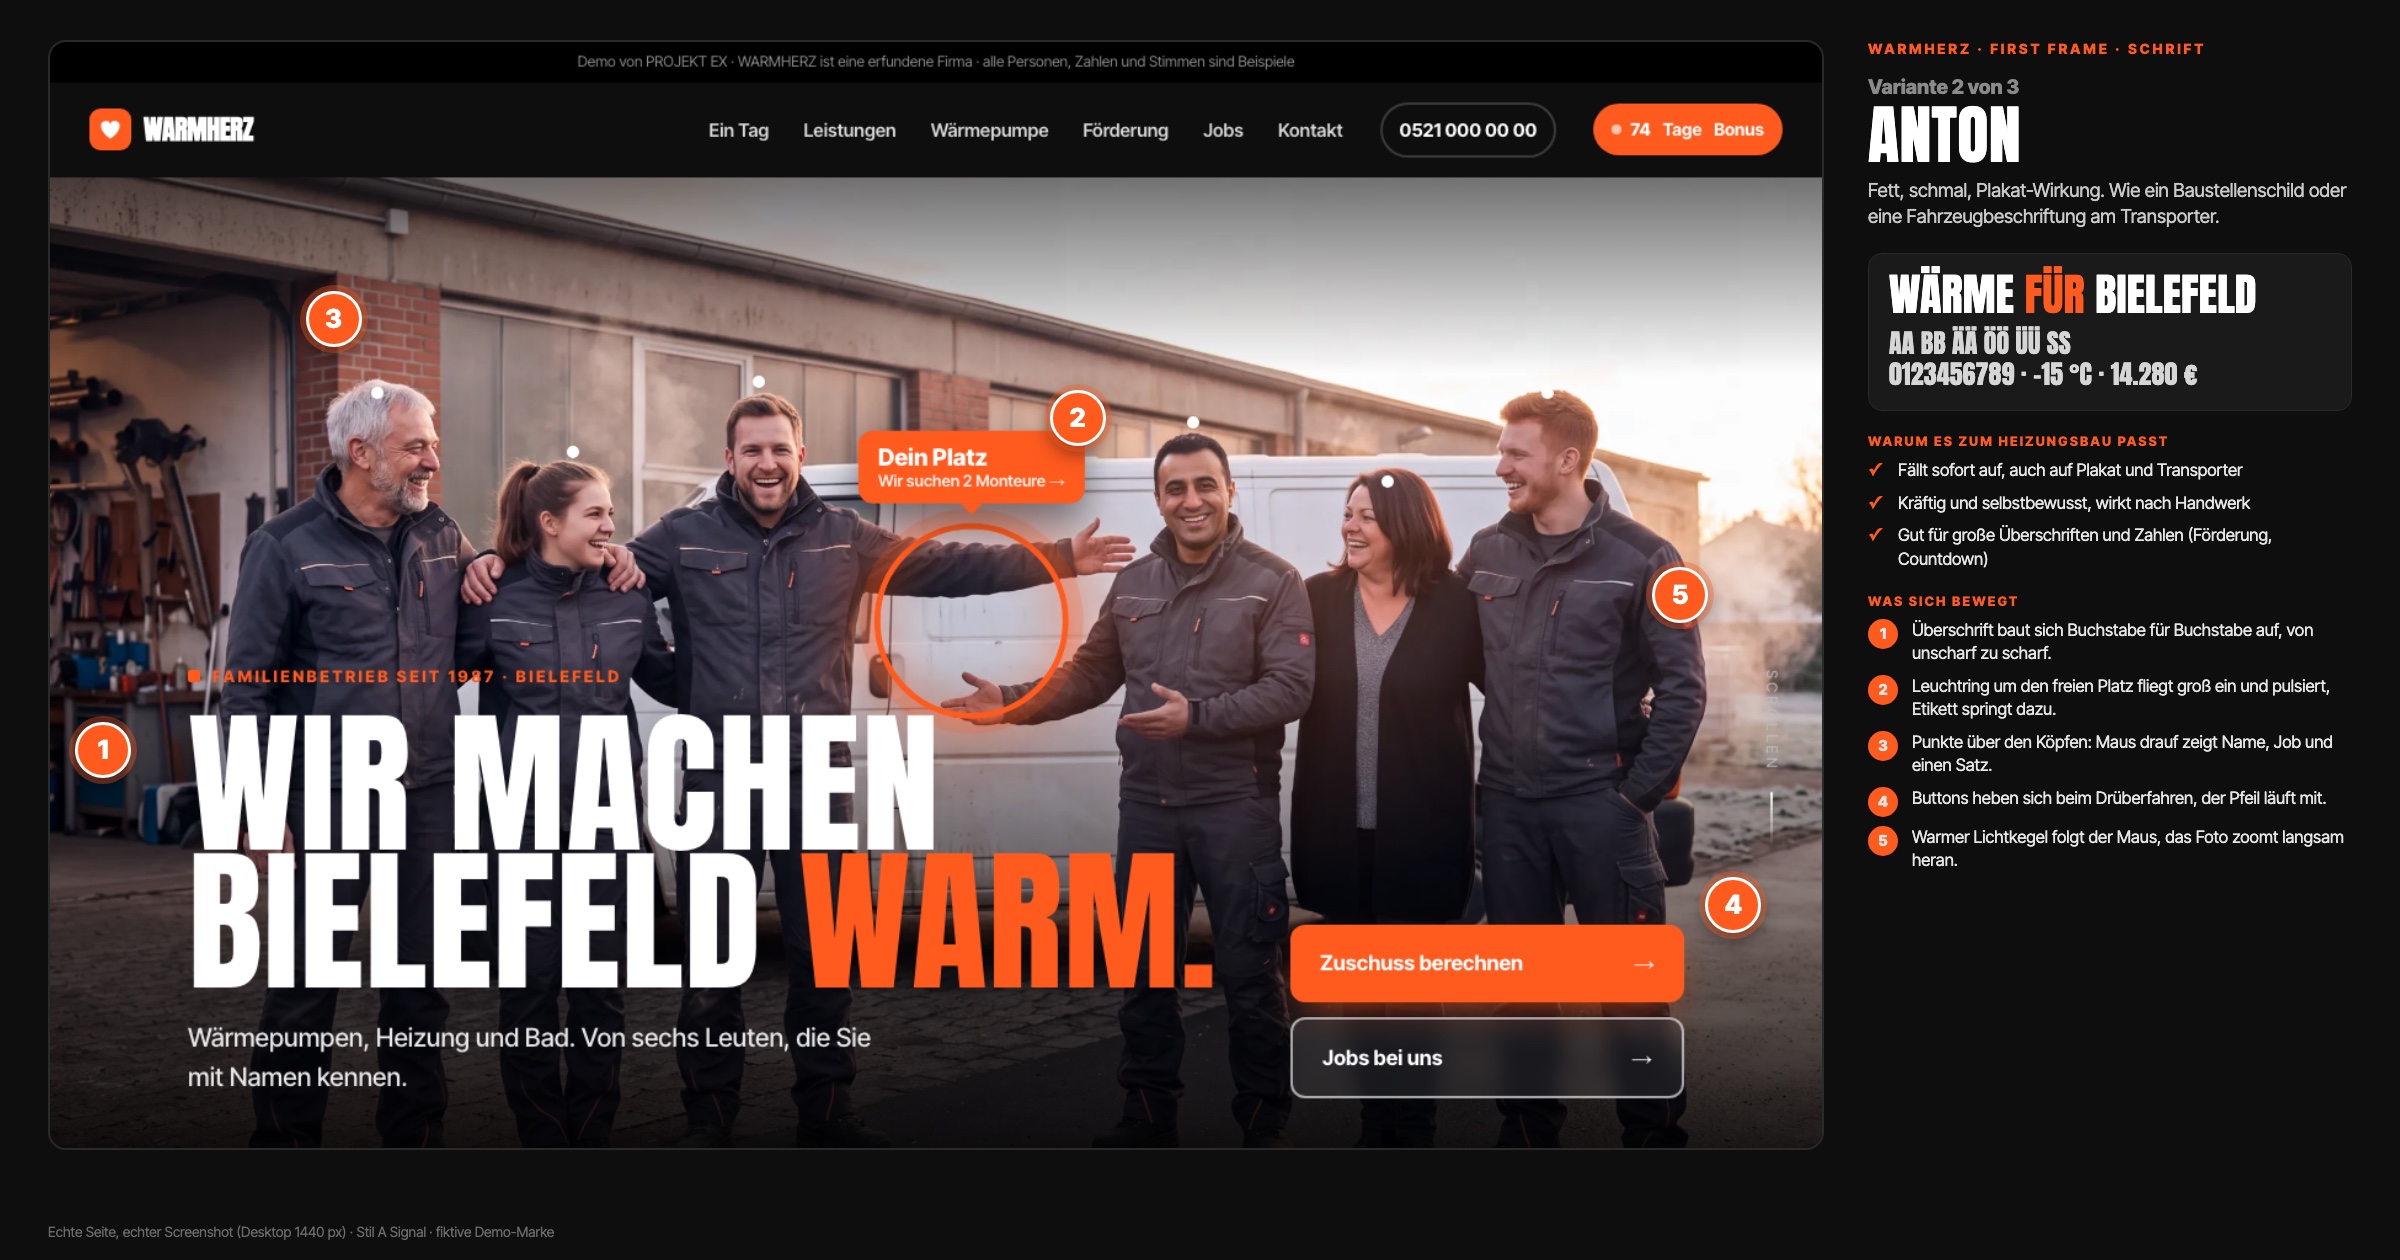 Demo von PROJEKT EX · WARMHERZ ist eine erfundene Firma · alle Personen, Zahlen und Stimmen sind Beispiele
WARMHERZ
Ein Tag Leistungen Wärmepumpe Förderung Jobs Kontakt 0521 000 00 00 74 Tage Bonus
3
2
Dein Platz
Wir suchen 2 Monteure →
5
FAMILIENBETRIEB SEIT 1987 · BIELEFELD
SCROLLEN
1
WIR MACHEN
BIELEFELD WARM.
4
Wärmepumpen, Heizung und Bad. Von sechs Leuten, die Sie
mit Namen kennen.
Zuschuss berechnen →
Jobs bei uns →
WARMHERZ · FIRST FRAME · SCHRIFT
Variante 2 von 3
ANTON
Fett, schmal, Plakat-Wirkung. Wie ein Baustellenschild oder
eine Fahrzeugbeschriftung am Transporter.
WÄRME FÜR BIELEFELD
AA BB ÄÄ ÖÖ ÜÜ SS
0123456789 · -15 °C · 14.280 €
WARUM ES ZUM HEIZUNGSBAU PASST
✓ Fällt sofort auf, auch auf Plakat und Transporter
✓ Kräftig und selbstbewusst, wirkt nach Handwerk
✓ Gut für große Überschriften und Zahlen (Förderung,
Countdown)
WAS SICH BEWEGT
1 Überschrift baut sich Buchstabe für Buchstabe auf, von
unscharf zu scharf.
2 Leuchtring um den freien Platz fliegt groß ein und pulsiert,
Etikett springt dazu.
3 Punkte über den Köpfen: Maus drauf zeigt Name, Job und
einen Satz.
4 Buttons heben sich beim Drüberfahren, der Pfeil läuft mit.
5 Warmer Lichtkegel folgt der Maus, das Foto zoomt langsam
heran.
Echte Seite, echter Screenshot (Desktop 1440 px) · Stil A Signal · fiktive Demo-Marke